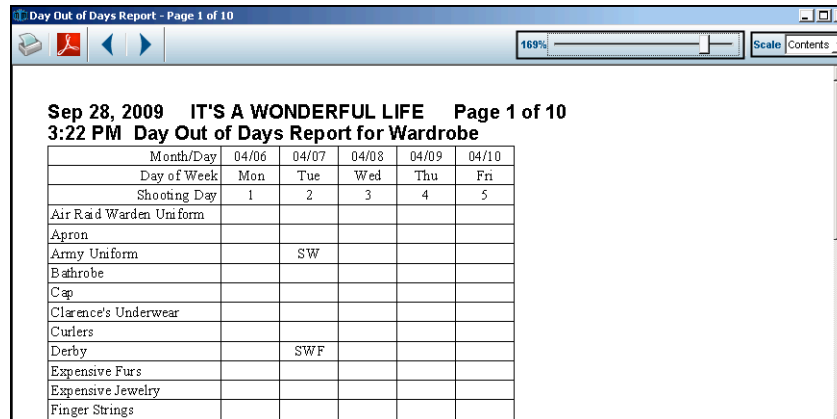 Day Out of Days Report - Page 1 of 10
169% Scale Contents
Sep 28, 2009 IT'S A WONDERFUL LIFE Page 1 of 10
3:22 PM Day Out of Days Report for Wardrobe
Month/Day 04/06 04/07 04/08 04/09 04/10
Day of Week Mon Tue Wed Thu Fri
Shooting Day 1 2 3 4 5
Air Raid Warden Uniform
Apron
Army Uniform SW
Bathrobe
Cap
Clarence's Underwear
Curlers
Derby SWF
Expensive Furs
Expensive Jewelry
Finger Strings